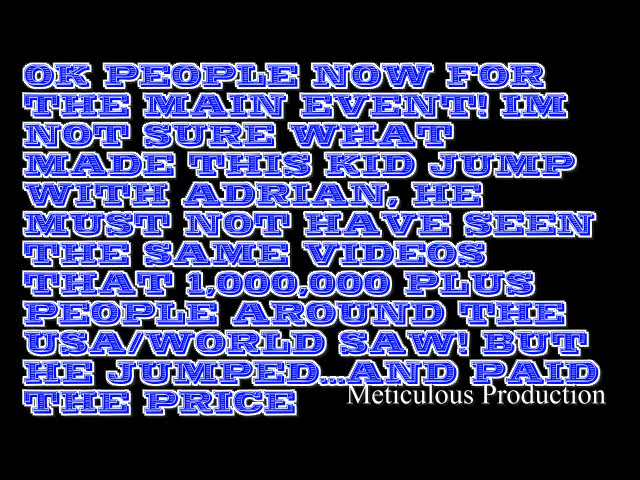 OK PEOPLE NOW FOR
THE MAIN EVENT! IM
NOT SURE WHAT
MADE THIS KID JUMP
WITH ADRIAN, HE
MUST NOT HAVE SEEN
THE SAME VIDEOS
THAT 1,000,000 PLUS
PEOPLE AROUND THE
USA/WORLD SAW! BUT
HE JUMPED...AND PAID
THE PRICE
Meticulous Production